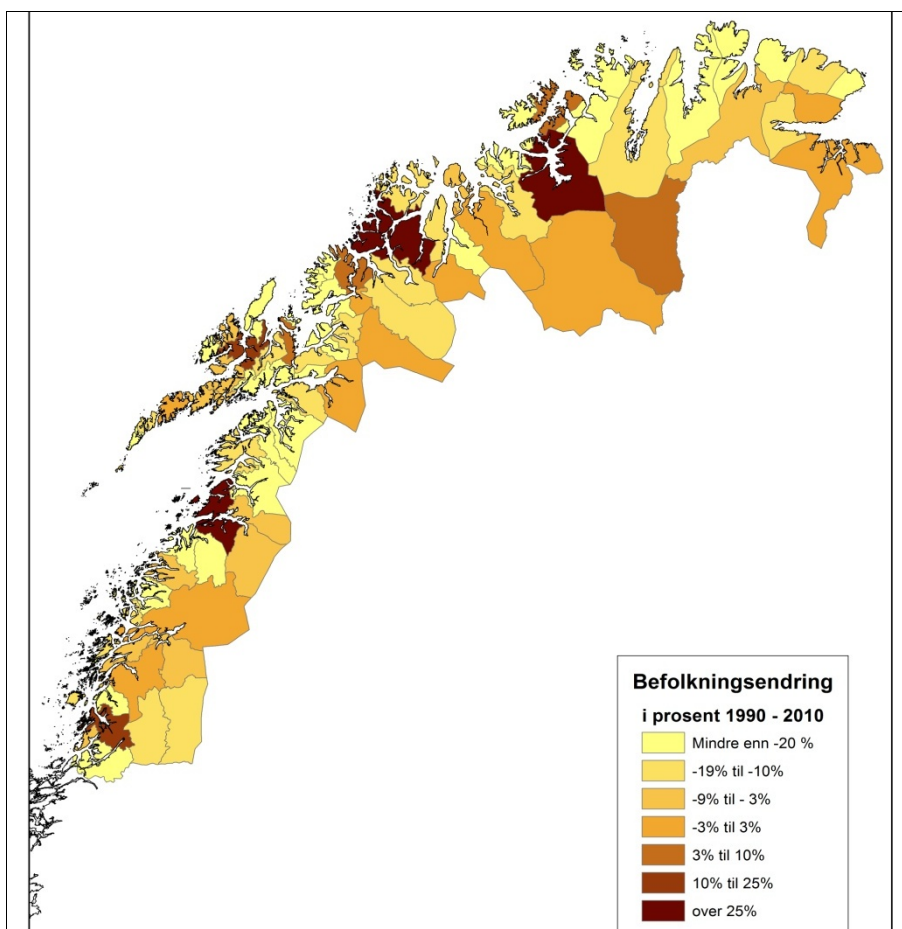 Befolkningsendring
i prosent 1990 - 2010
Mindre enn -20 %
-19% til -10%
-9% til - 3%
-3% til 3%
3% til 10%
10% til 25%
over 25%